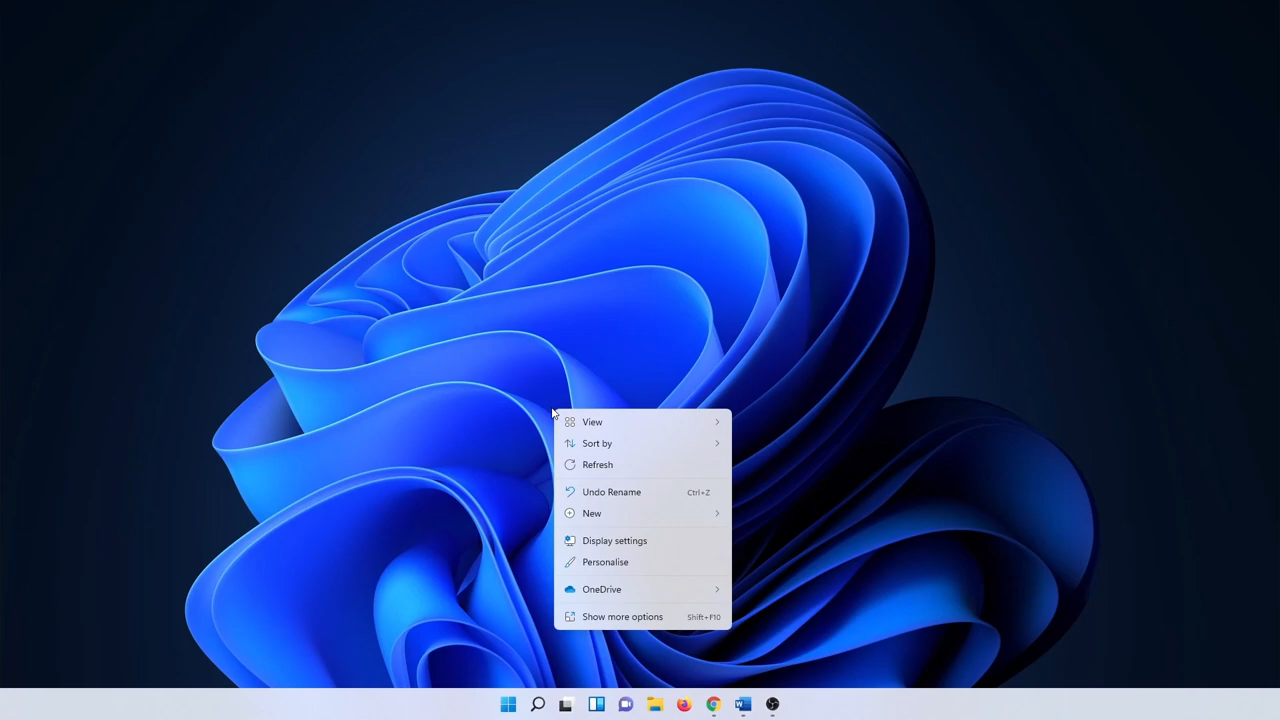 View
Sort by
Refresh
Undo Rename Ctrl+Z
New
Display settings
Personalise
OneDrive
Show more options Shift+F10